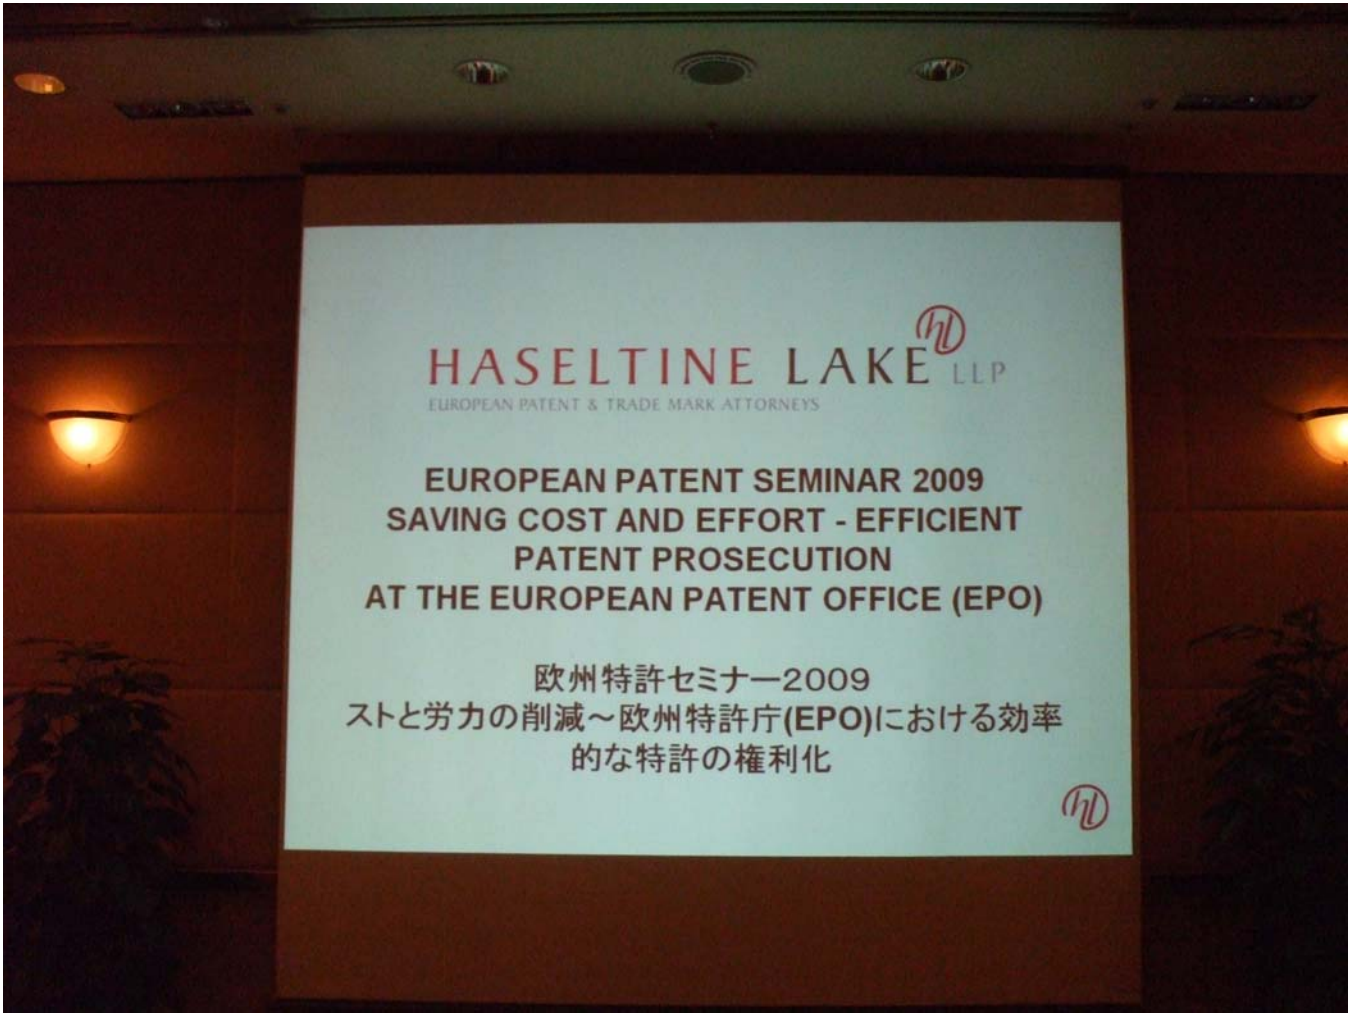 HASELTINE LAKE LLP
EUROPEAN PATENT & TRADE MARK ATTORNEYS
EUROPEAN PATENT SEMINAR 2009
SAVING COST AND EFFORT - EFFICIENT
PATENT PROSECUTION
AT THE EUROPEAN PATENT OFFICE (EPO)
欧州特許セミナー2009
ストと労力の削減～欧州特許庁(EPO)における効率
的な特許の権利化
hl